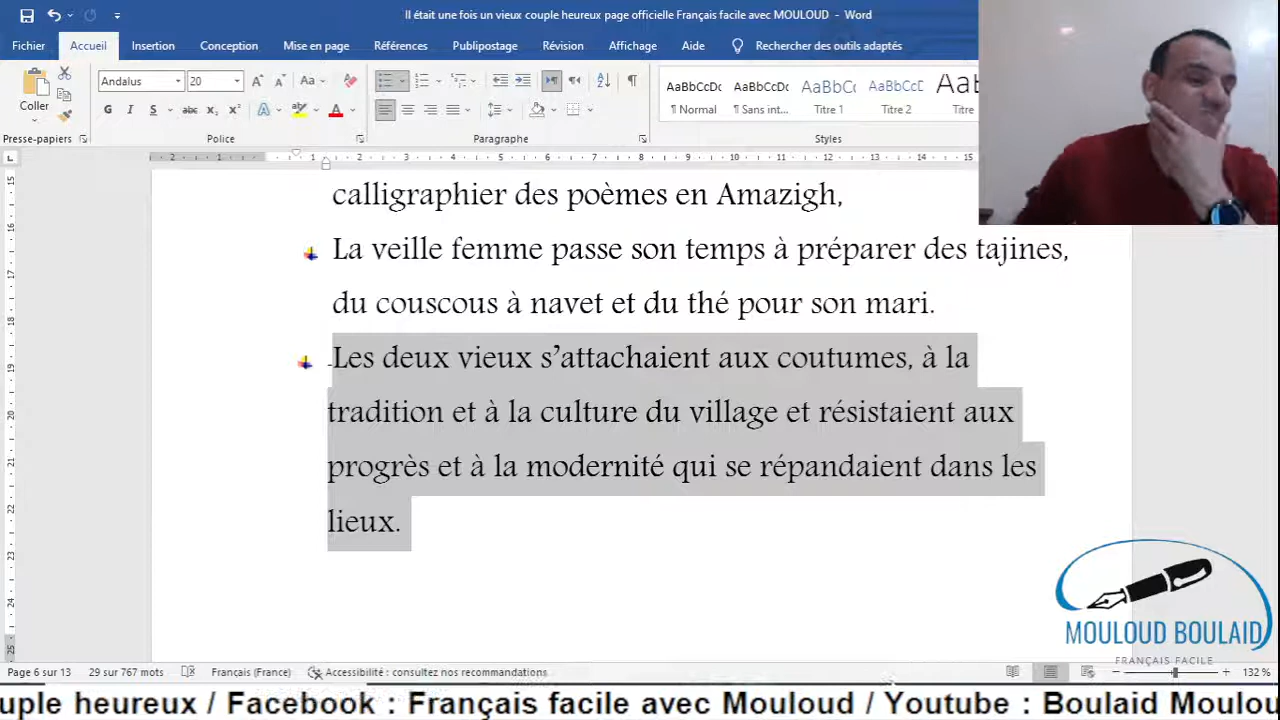 Il était une fois un vieux couple heureux page officielle Français facile avec MOULOUD - Word
Fichier Accueil Insertion Conception Mise en page Références Publipostage Révision Affichage Aide Rechercher des outils adaptés
Andalus 20
Coller
AaBbCcDc AaBbCcDc AaBbCcI AaBbCcD Aa
¶ Normal ¶ Sans int... Titre 1 Titre 2 Titre
Presse-papiers Police Paragraphe Styles
calligraphier des poèmes en Amazigh,
La veille femme passe son temps à préparer des tajines,
du couscous à navet et du thé pour son mari.
Les deux vieux s’attachaient aux coutumes, à la
tradition et à la culture du village et résistaient aux
progrès et à la modernité qui se répandaient dans les
lieux.
MOULOUD BOULAID
FRANÇAIS FACILE
Page 6 sur 13 29 sur 767 mots Français (France) Accessibilité : consultez nos recommandations 132 %
ouple heureux / Facebook : Français facile avec Mouloud / Youtube : Boulaid Moulou